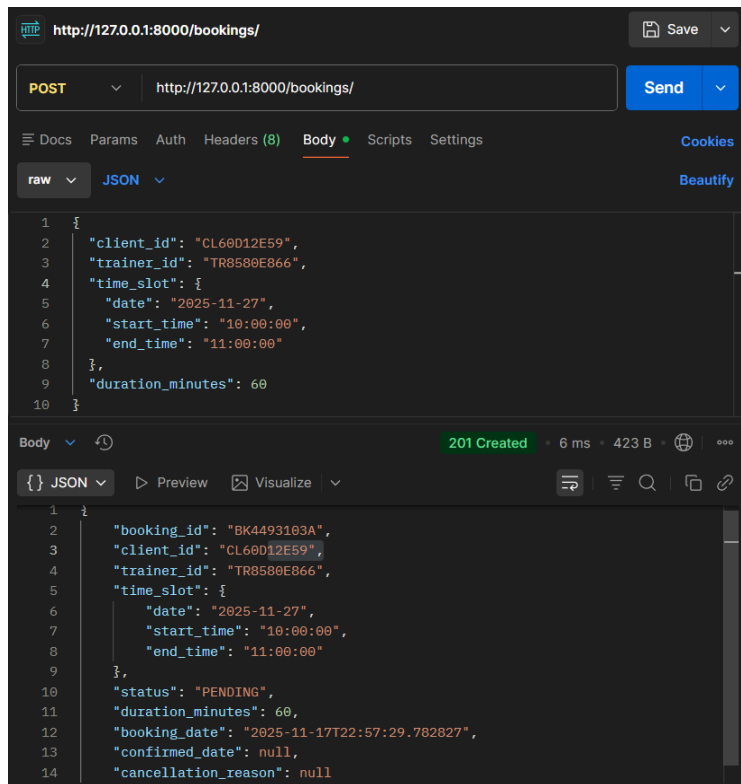 HTTP http://127.0.0.1:8000/bookings/ Save
POST http://127.0.0.1:8000/bookings/ Send
Docs Params Auth Headers (8) Body Scripts Settings Cookies
raw JSON Beautify
1 {
2 "client_id": "CL60D12E59",
3 "trainer_id": "TR8580E866",
4 "time_slot": {
5 "date": "2025-11-27",
6 "start_time": "10:00:00",
7 "end_time": "11:00:00"
8 },
9 "duration_minutes": 60
10 }
Body 201 Created 6 ms 423 B
{} JSON Preview Visualize
1 {
2 "booking_id": "BK4493103A",
3 "client_id": "CL60D12E59",
4 "trainer_id": "TR8580E866",
5 "time_slot": {
6 "date": "2025-11-27",
7 "start_time": "10:00:00",
8 "end_time": "11:00:00"
9 },
10 "status": "PENDING",
11 "duration_minutes": 60,
12 "booking_date": "2025-11-17T22:57:29.782827",
13 "confirmed_date": null,
14 "cancellation_reason": null